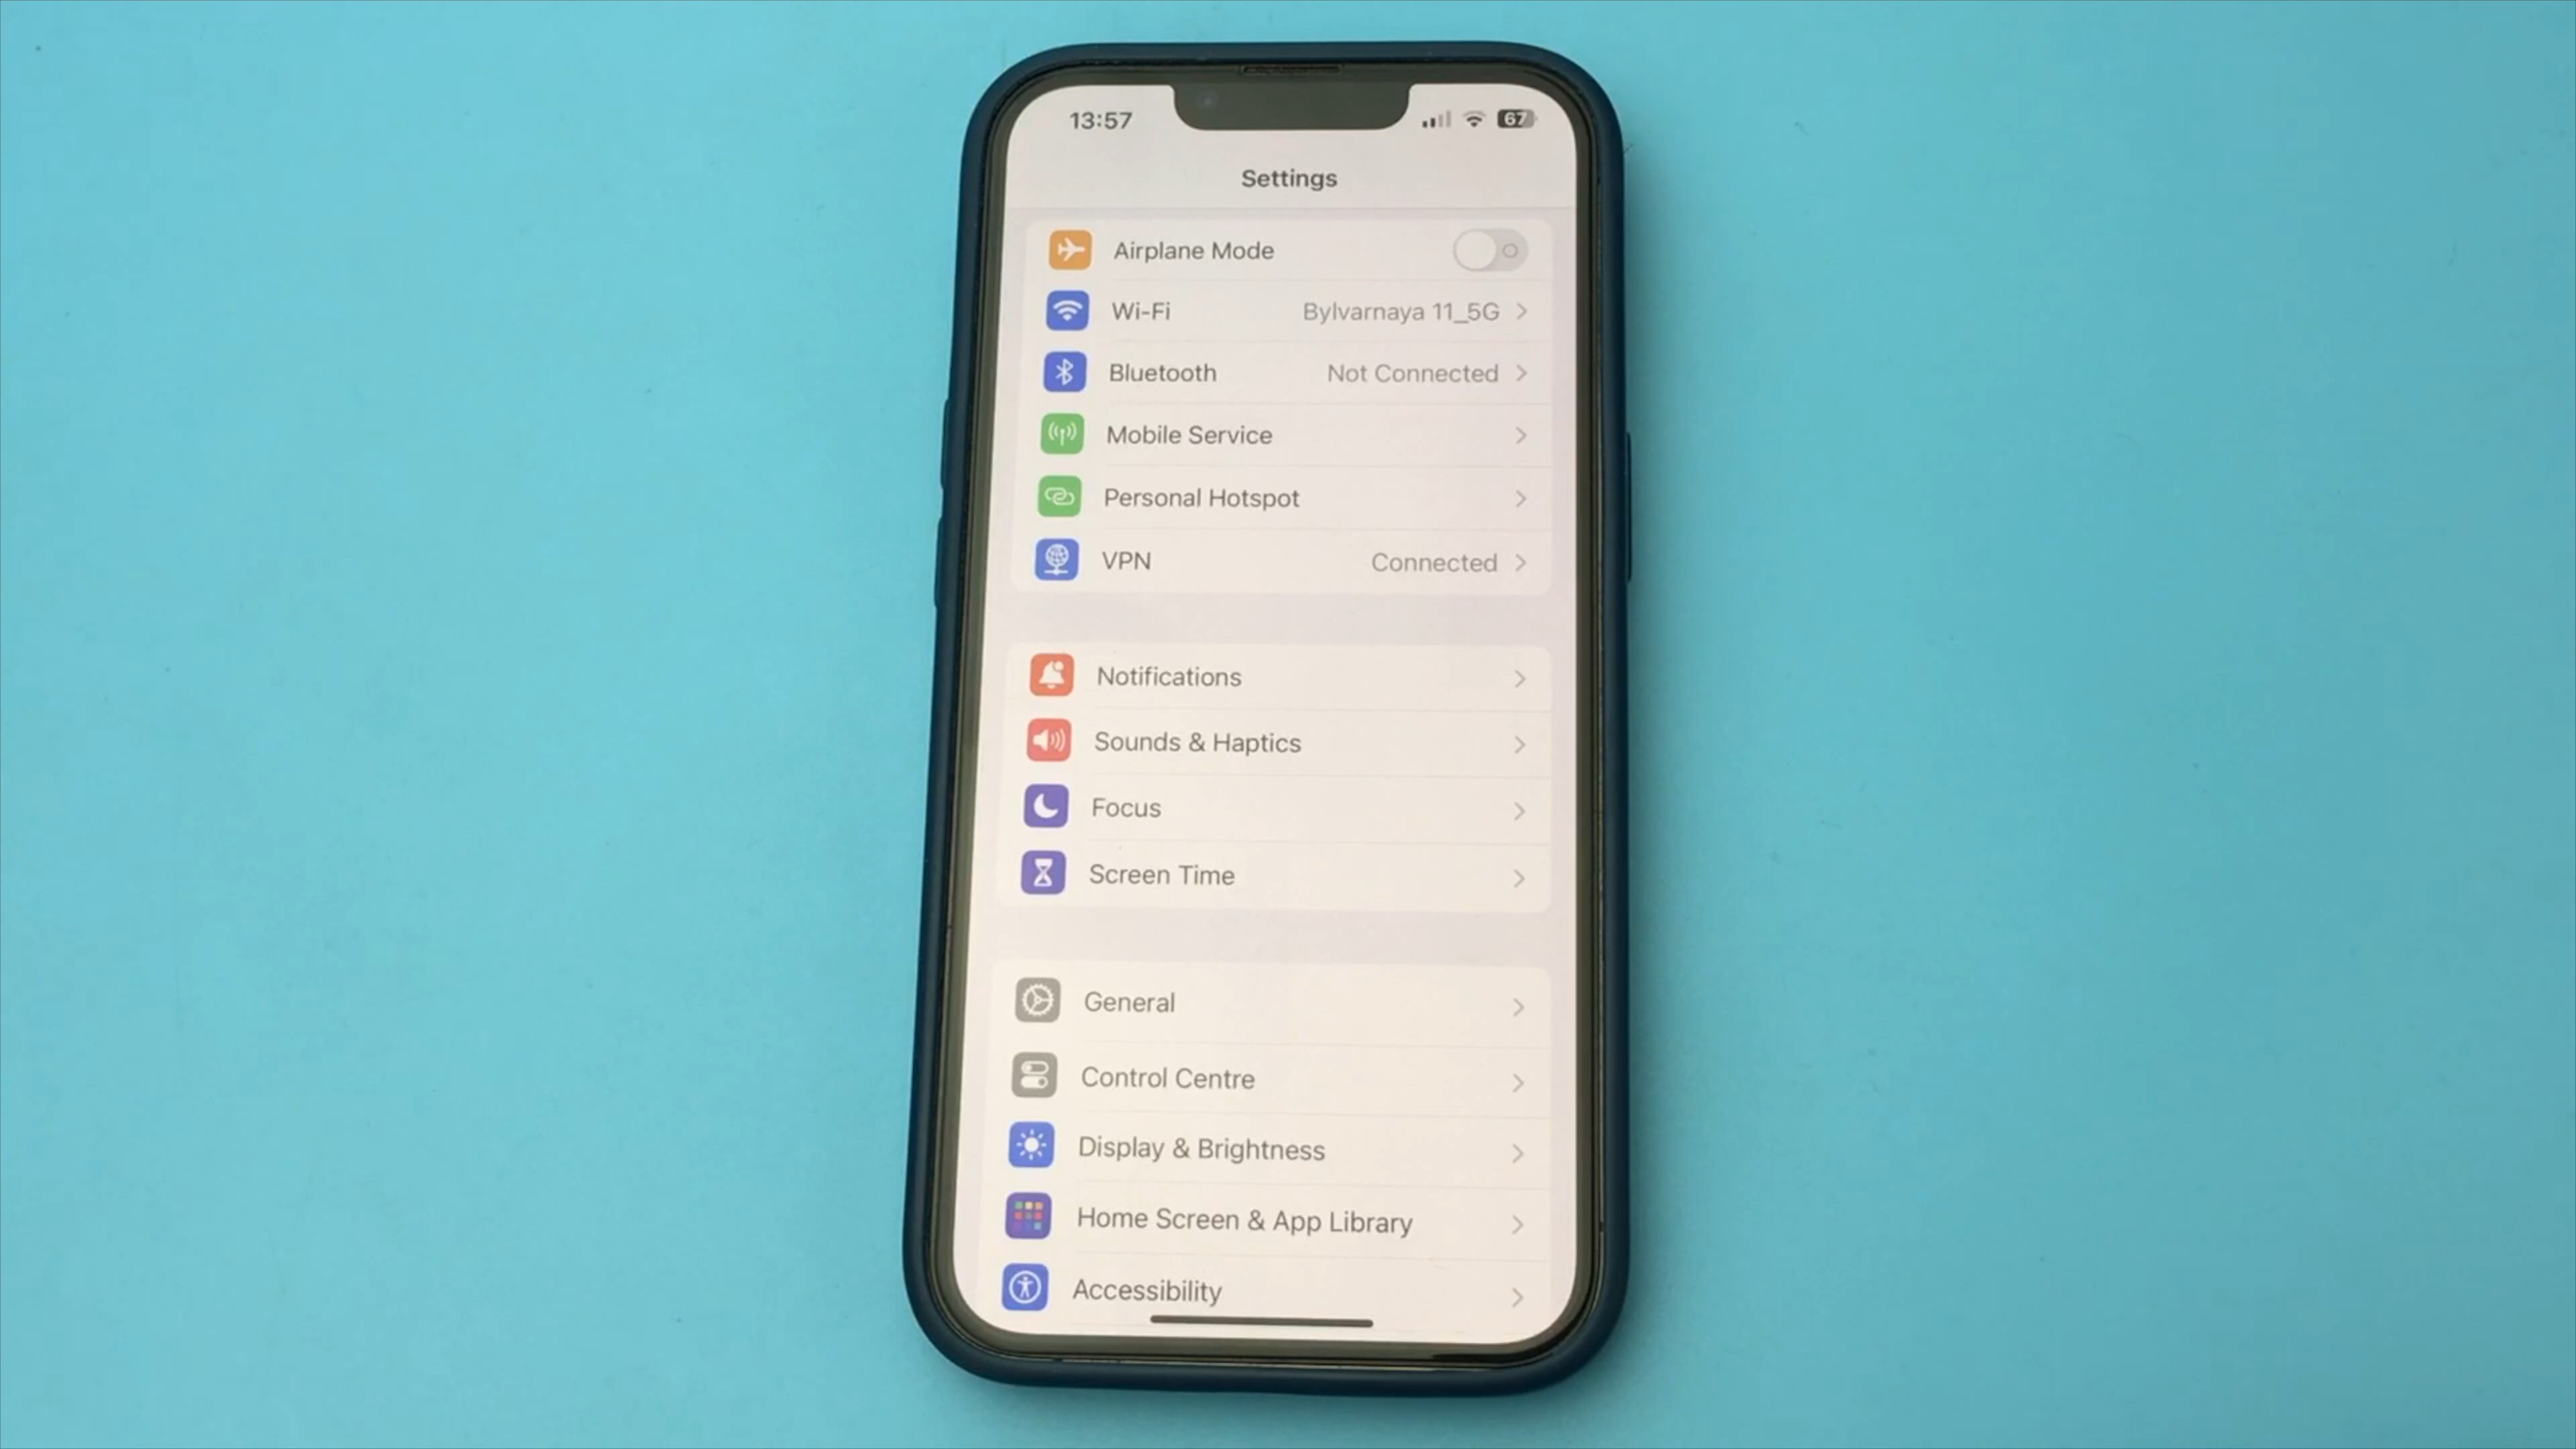 13:57 67
Settings
Airplane Mode
Wi-Fi Bylvarnaya 11_5G
Bluetooth Not Connected
Mobile Service
Personal Hotspot
VPN Connected
Notifications
Sounds & Haptics
Focus
Screen Time
General
Control Centre
Display & Brightness
Home Screen & App Library
Accessibility